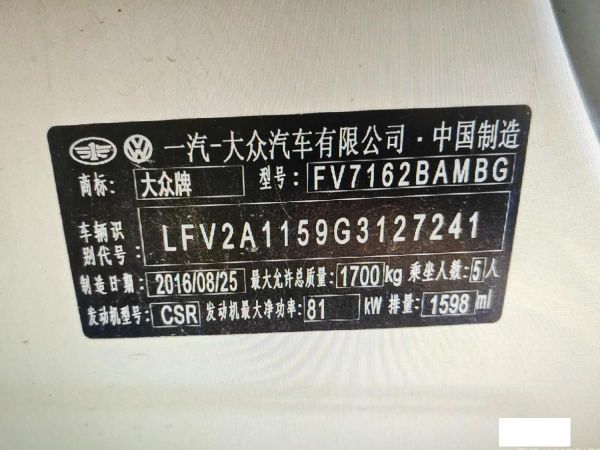 一汽-大众汽车有限公司·中国制造
商标: 大众牌 型号: FV7162BAMBG
车辆识
别代号: LFV2A1159G3127241
制造日期: 2016/08/25 最大允许总质量: 1700kg 乘坐人数: 5人
发动机型号: CSR 发动机最大净功率: 81 kW 排量: 1598 ml